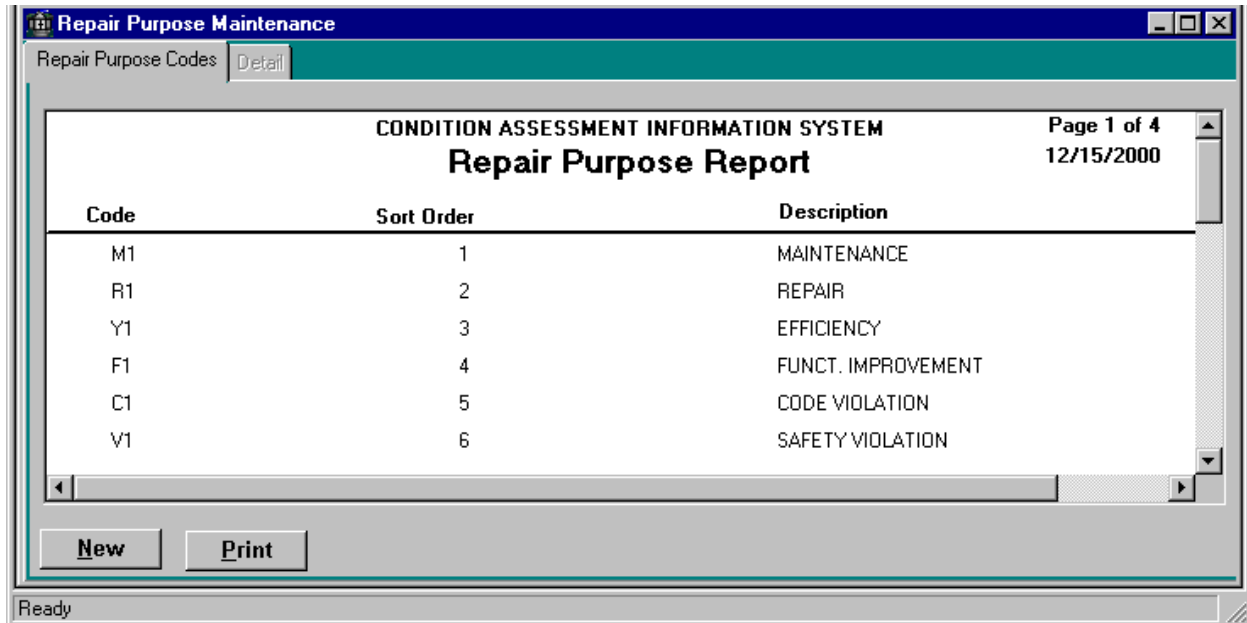 Repair Purpose Maintenance
Repair Purpose Codes Detail
CONDITION ASSESSMENT INFORMATION SYSTEM Page 1 of 4
Repair Purpose Report 12/15/2000
Code Sort Order Description
M1 1 MAINTENANCE
R1 2 REPAIR
Y1 3 EFFICIENCY
F1 4 FUNCT. IMPROVEMENT
C1 5 CODE VIOLATION
V1 6 SAFETY VIOLATION
New Print
Ready